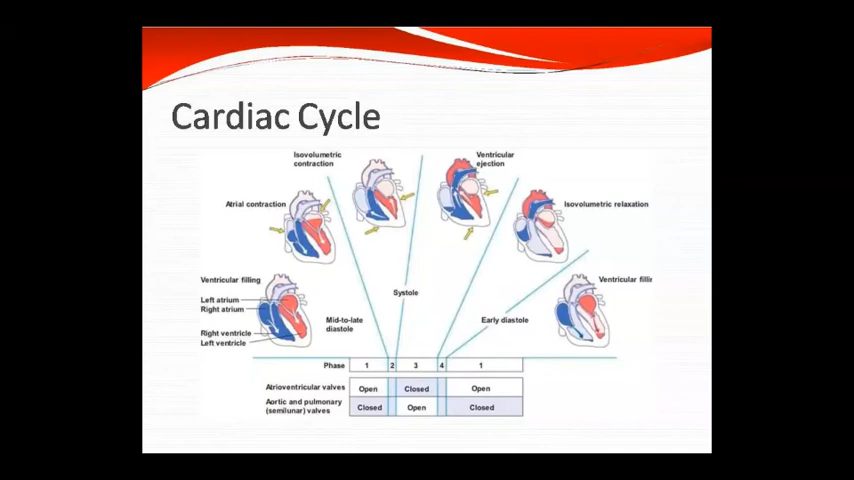 Cardiac Cycle
Isovolumetric
contraction
Ventricular
ejection
Atrial contraction
Isovolumetric relaxation
Ventricular filling
Left atrium
Right atrium
Right ventricle
Left ventricle
Mid-to-late
diastole
Systole
Early diastole
Ventricular fillin
Phase 1 2 3 4 1
Atrioventricular valves Open Closed Open
Aortic and pulmonary
(semilunar) valves Closed Open Closed